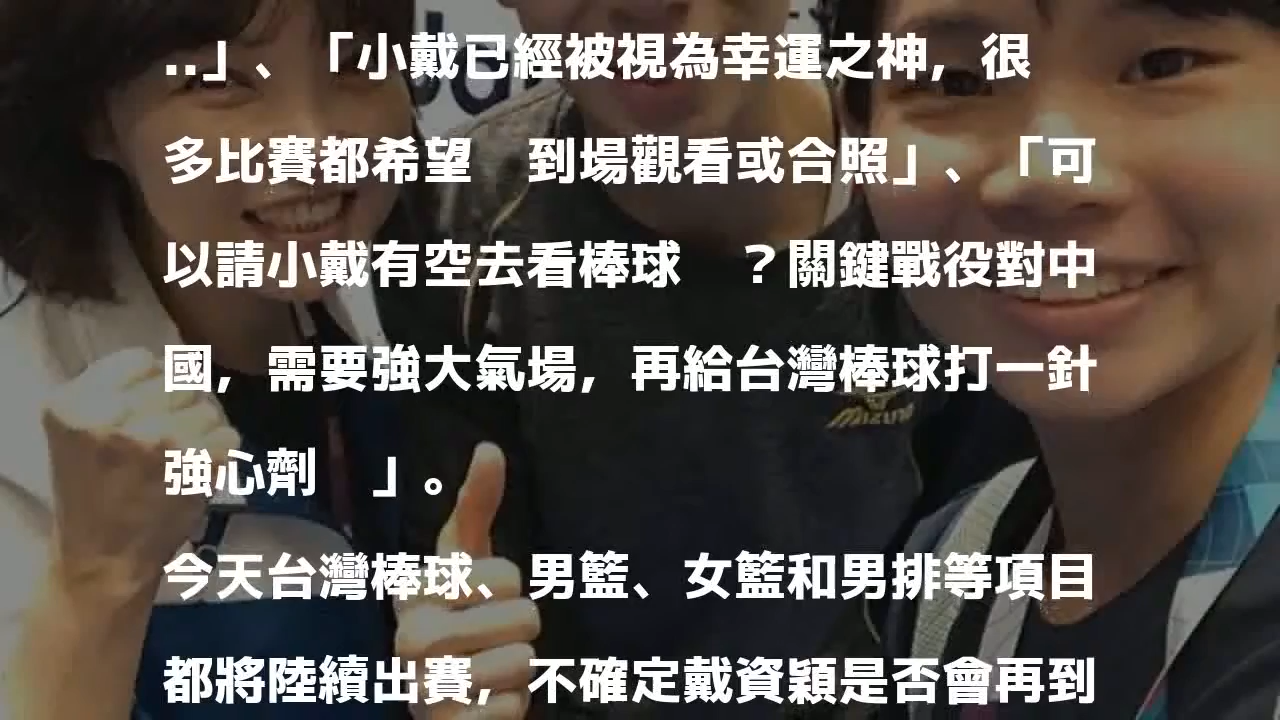 ..」、「小戴已經被視為幸運之神，很
多比賽都希望　到場觀看或合照」、「可
以請小戴有空去看棒球　？關鍵戰役對中
國，需要強大氣場，再給台灣棒球打一針
強心劑　」。
今天台灣棒球、男籃、女籃和男排等項目
都將陸續出賽，不確定戴資穎是否會再到
MIZUNO